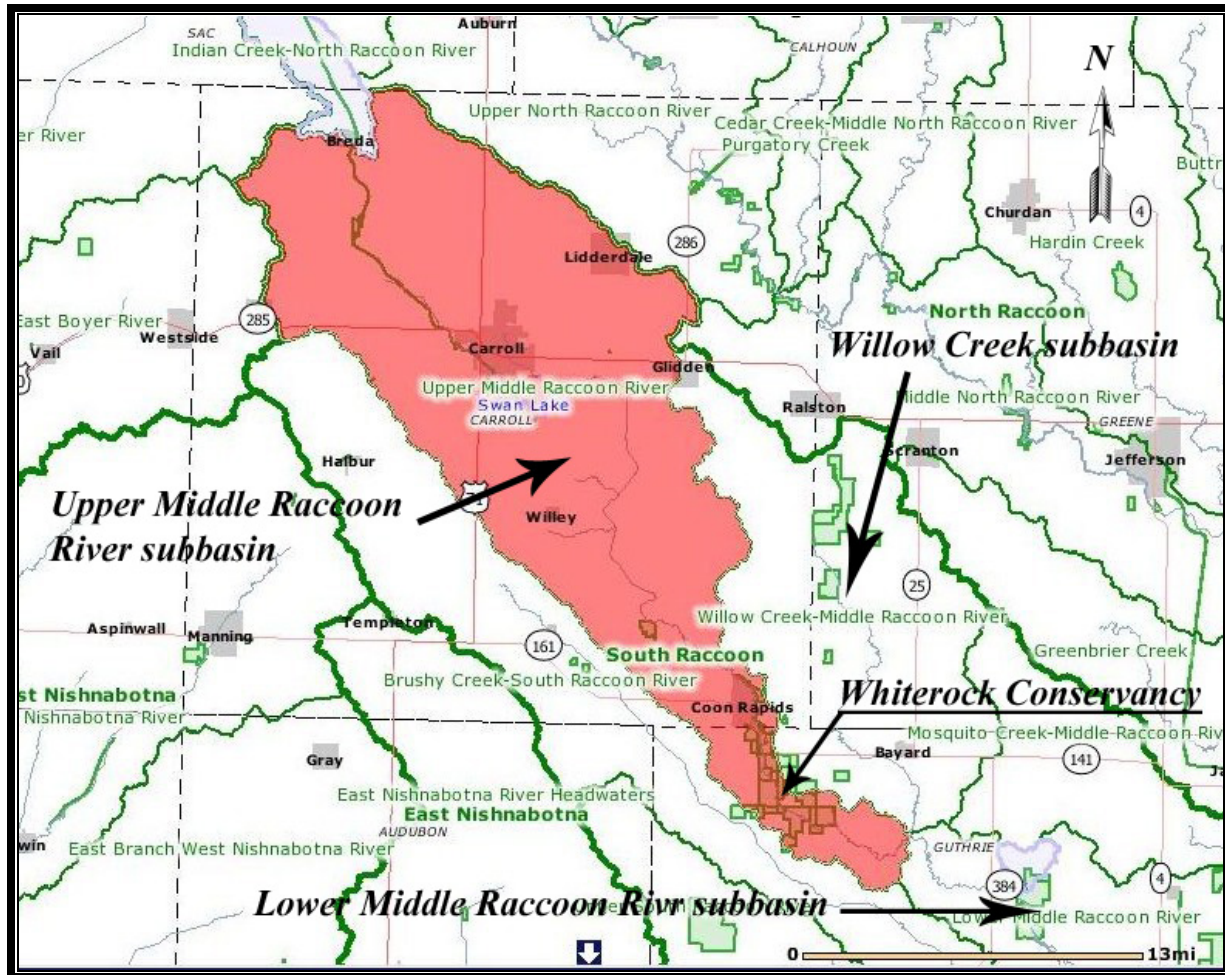 Auburn
SAC
Indian Creek-North Raccoon River
CALHOUN
N
Upper North Raccoon River
Cedar Creek-Middle North Raccoon River
er River
Breda
Purgatory Creek
Buttr
Churdan
4
286
Hardin Creek
Lidderdale
North Raccoon
285
East Boyer River
Westside
Willow Creek subbasin
Vail
Carroll
Glidden
Upper Middle Raccoon River
Middle North Raccoon River
Swan Lake
Ralston
CARROLL
GREENE
Scranton
Halbur
Jefferson
Upper Middle Raccoon
River subbasin
71
Willey
25
Willow Creek-Middle Raccoon River
Aspinwall
Manning
Templeton
161
South Raccoon
Greenbrier Creek
Brushy Creek-South Raccoon River
st Nishnabotna
Whiterock Conservancy
Nishnabotna River
Coon Rapids
Mosquito Creek-Middle Raccoon Riv
Bayard
Gray
141
East Nishnabotna River Headwaters
East Nishnabotna
AUDUBON
win
East Branch West Nishnabotna River
GUTHRIE
384
4
Lower Middle Raccoon Rivr subbasin
Lower Middle Raccoon River
0
13mi